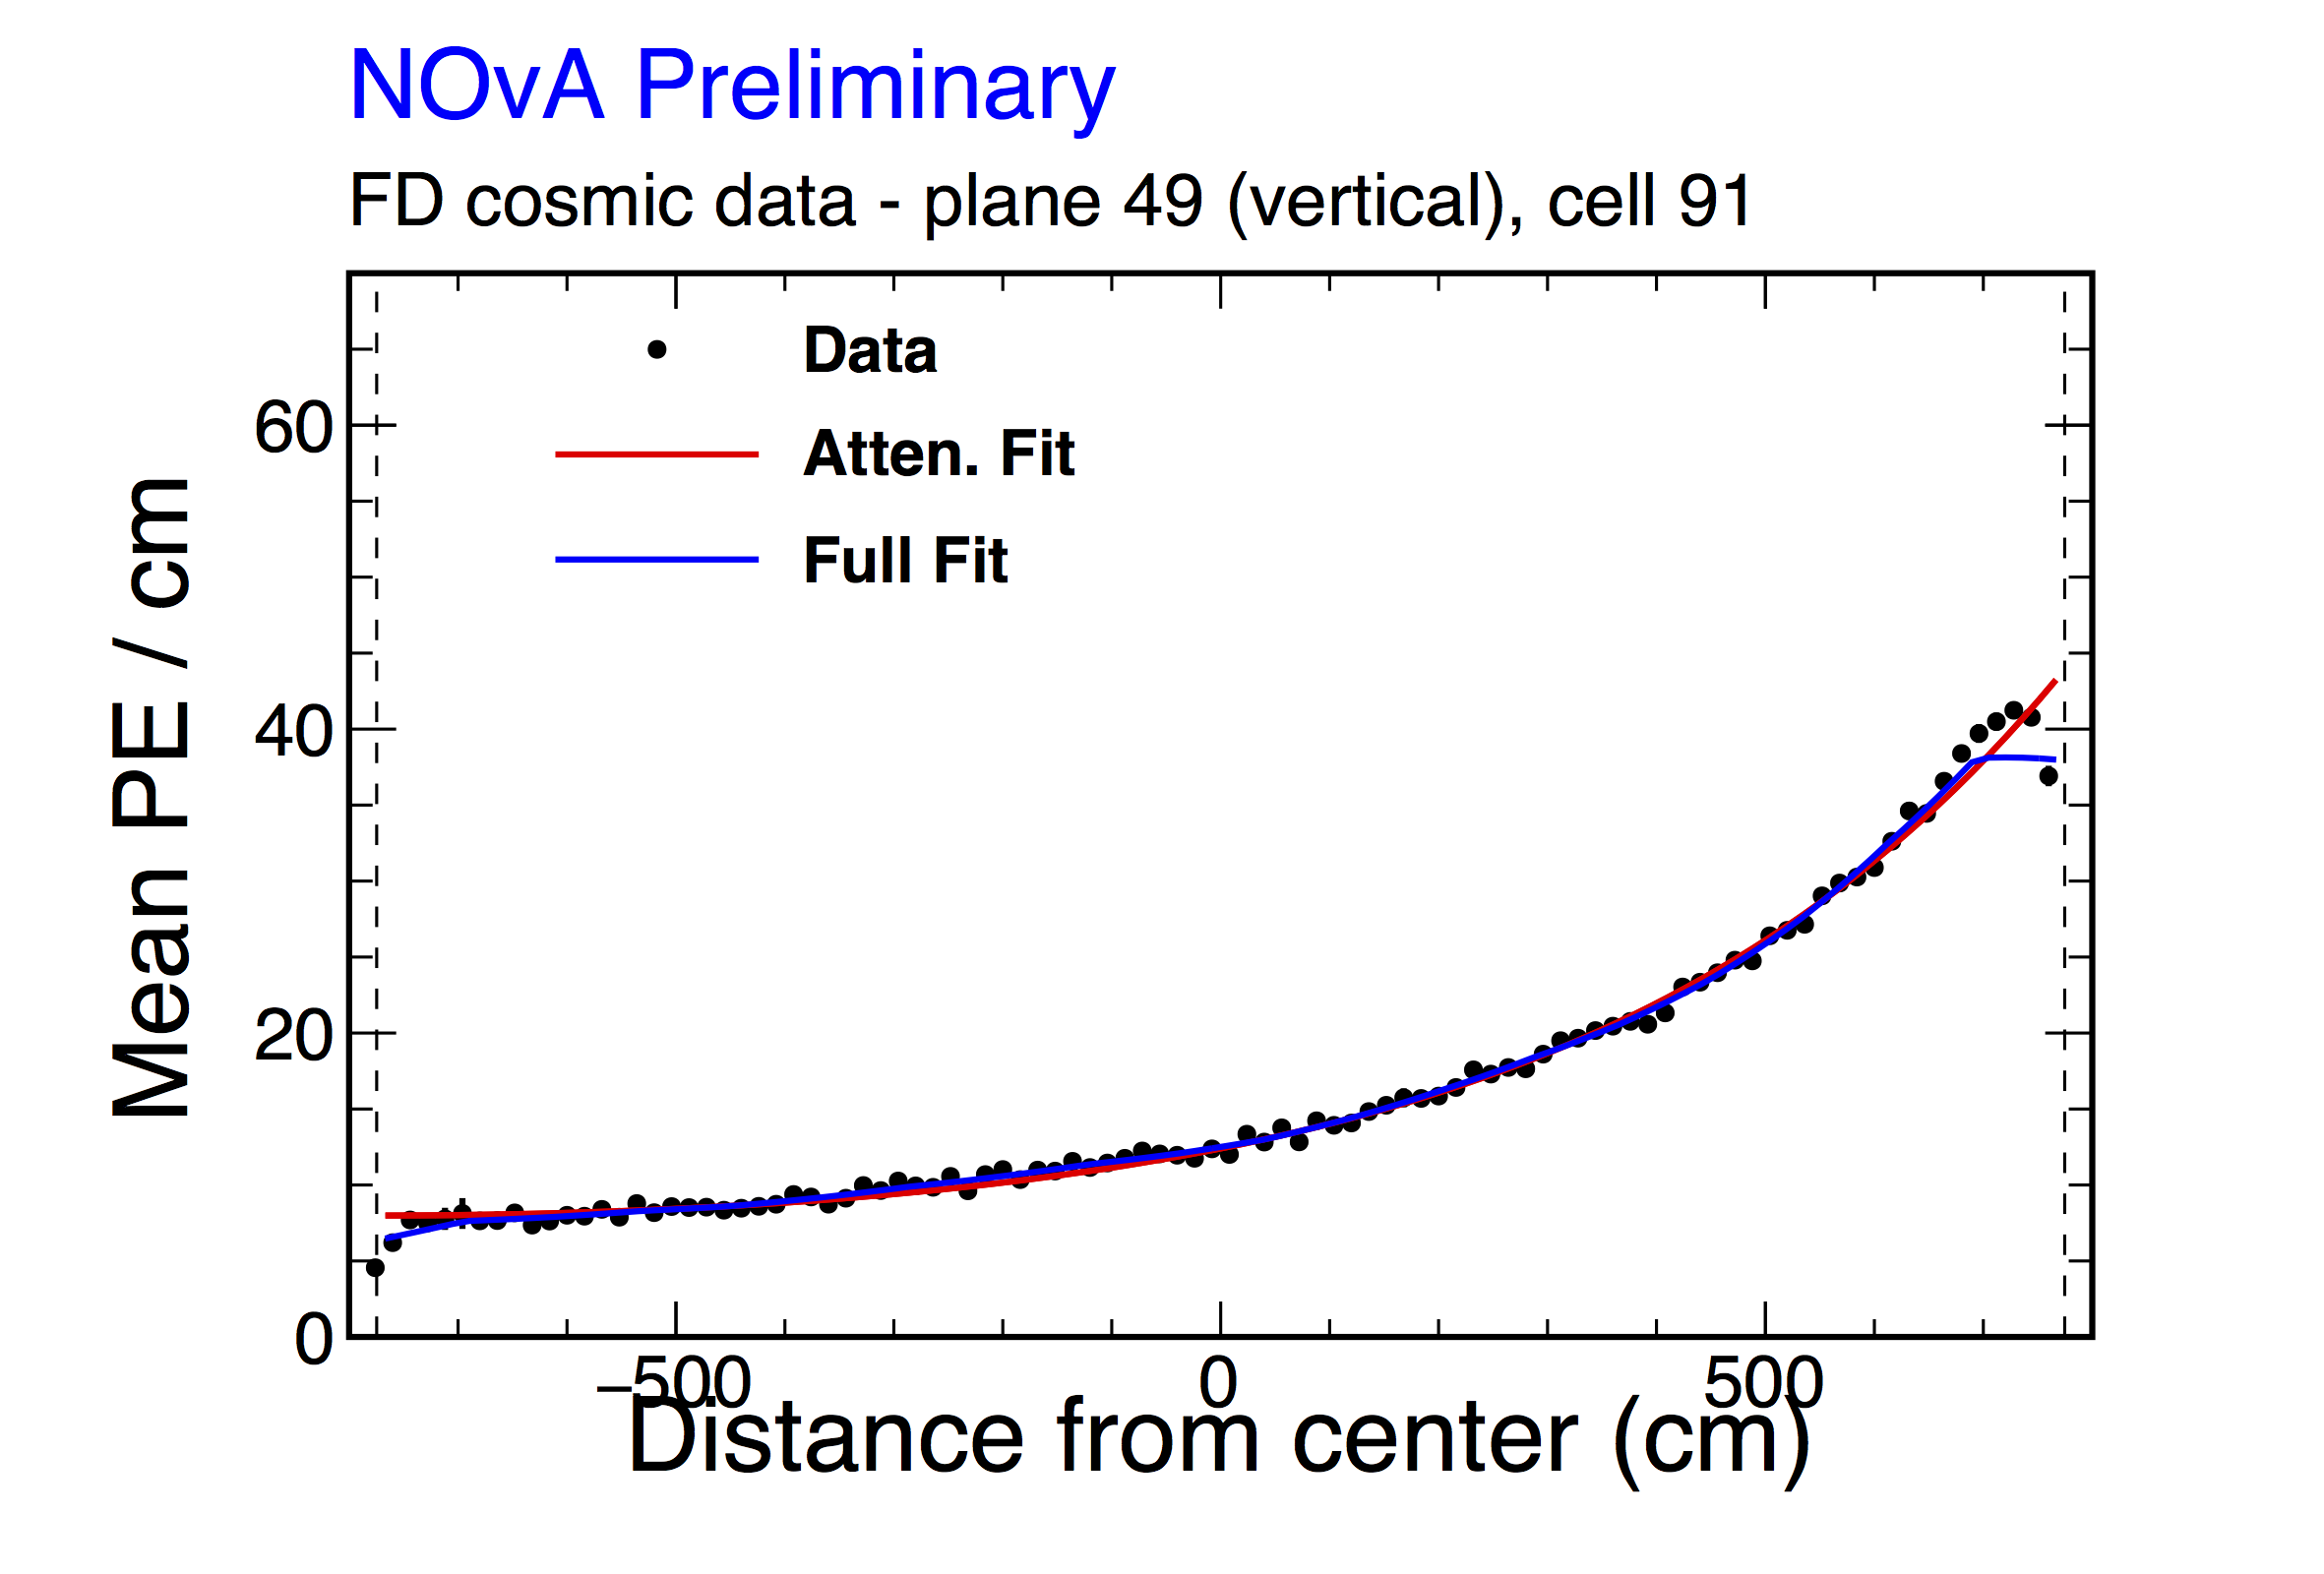 NOvA Preliminary
FD cosmic data - plane 49 (vertical), cell 91
Data
Atten. Fit
Full Fit
60
40
20
0
Mean PE / cm
−500 0 500
Distance from center (cm)